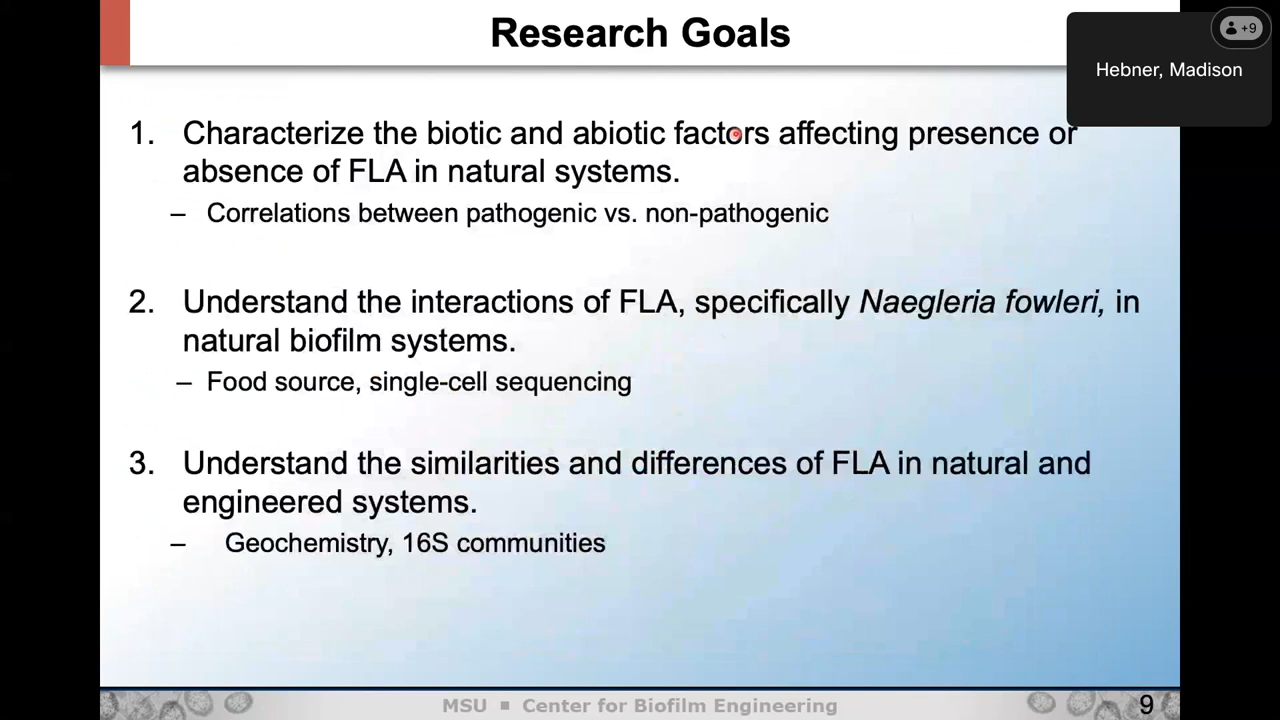 Research Goals
+9
Hebner, Madison
1. Characterize the biotic and abiotic factors affecting presence or
absence of FLA in natural systems.
– Correlations between pathogenic vs. non-pathogenic
2. Understand the interactions of FLA, specifically Naegleria fowleri, in
natural biofilm systems.
– Food source, single-cell sequencing
3. Understand the similarities and differences of FLA in natural and
engineered systems.
– Geochemistry, 16S communities
MSU ■ Center for Biofilm Engineering
9